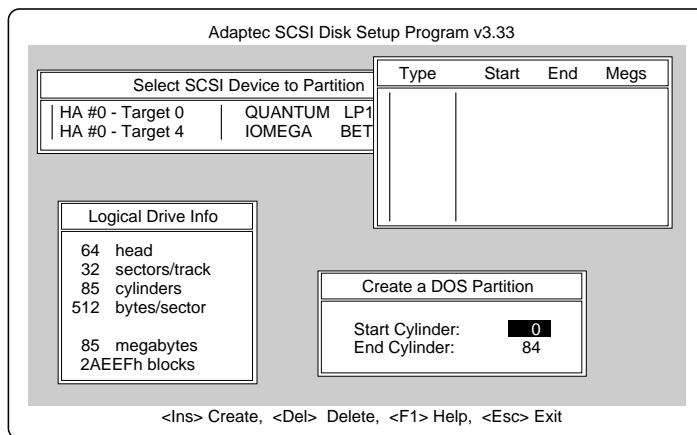 Adaptec SCSI Disk Setup Program v3.33
Select SCSI Device to Partition
HA #0 - Target 0 QUANTUM LP1
HA #0 - Target 4 IOMEGA BET
Type Start End Megs
Logical Drive Info
64 head
32 sectors/track
85 cylinders
512 bytes/sector
85 megabytes
2AEEFh blocks
Create a DOS Partition
Start Cylinder: 0
End Cylinder: 84
<Ins> Create, <Del> Delete, <F1> Help, <Esc> Exit